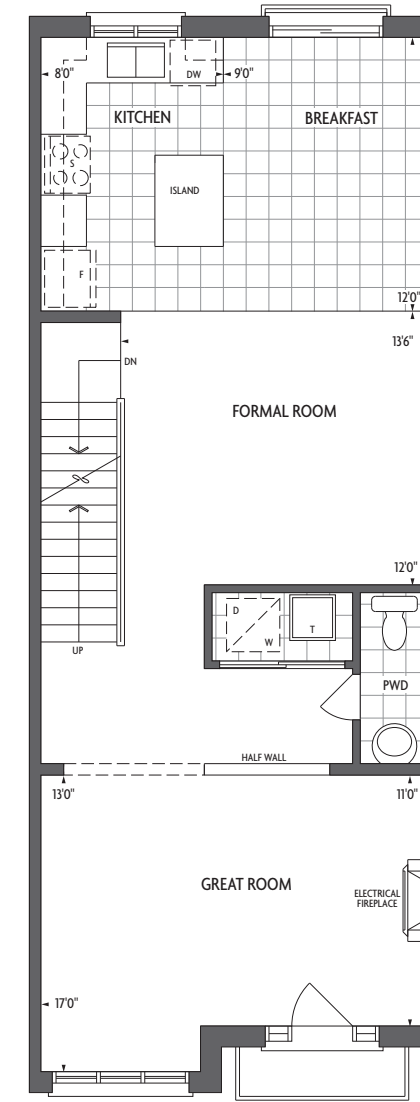 8'0"
DW
9'0"
KITCHEN
BREAKFAST
S
ISLAND
F
12'0"
13'6"
DN
FORMAL ROOM
12'0"
D
W
T
PWD
UP
HALF WALL
13'0"
11'0"
GREAT ROOM
ELECTRICAL
FIREPLACE
17'0"